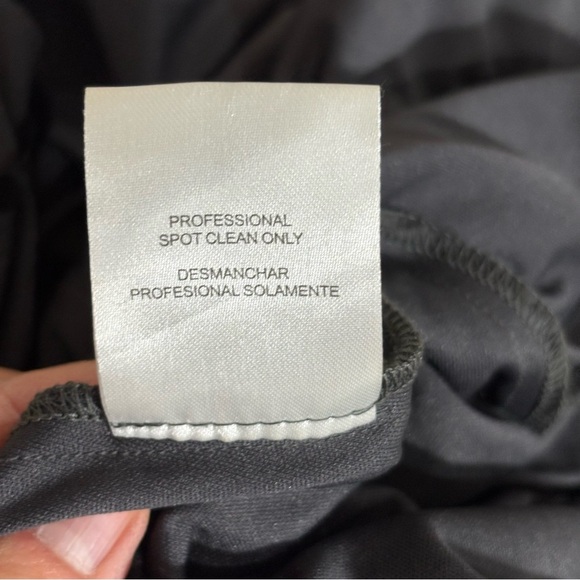 PROFESSIONAL
SPOT CLEAN ONLY
DESMANCHAR
PROFESIONAL SOLAMENTE